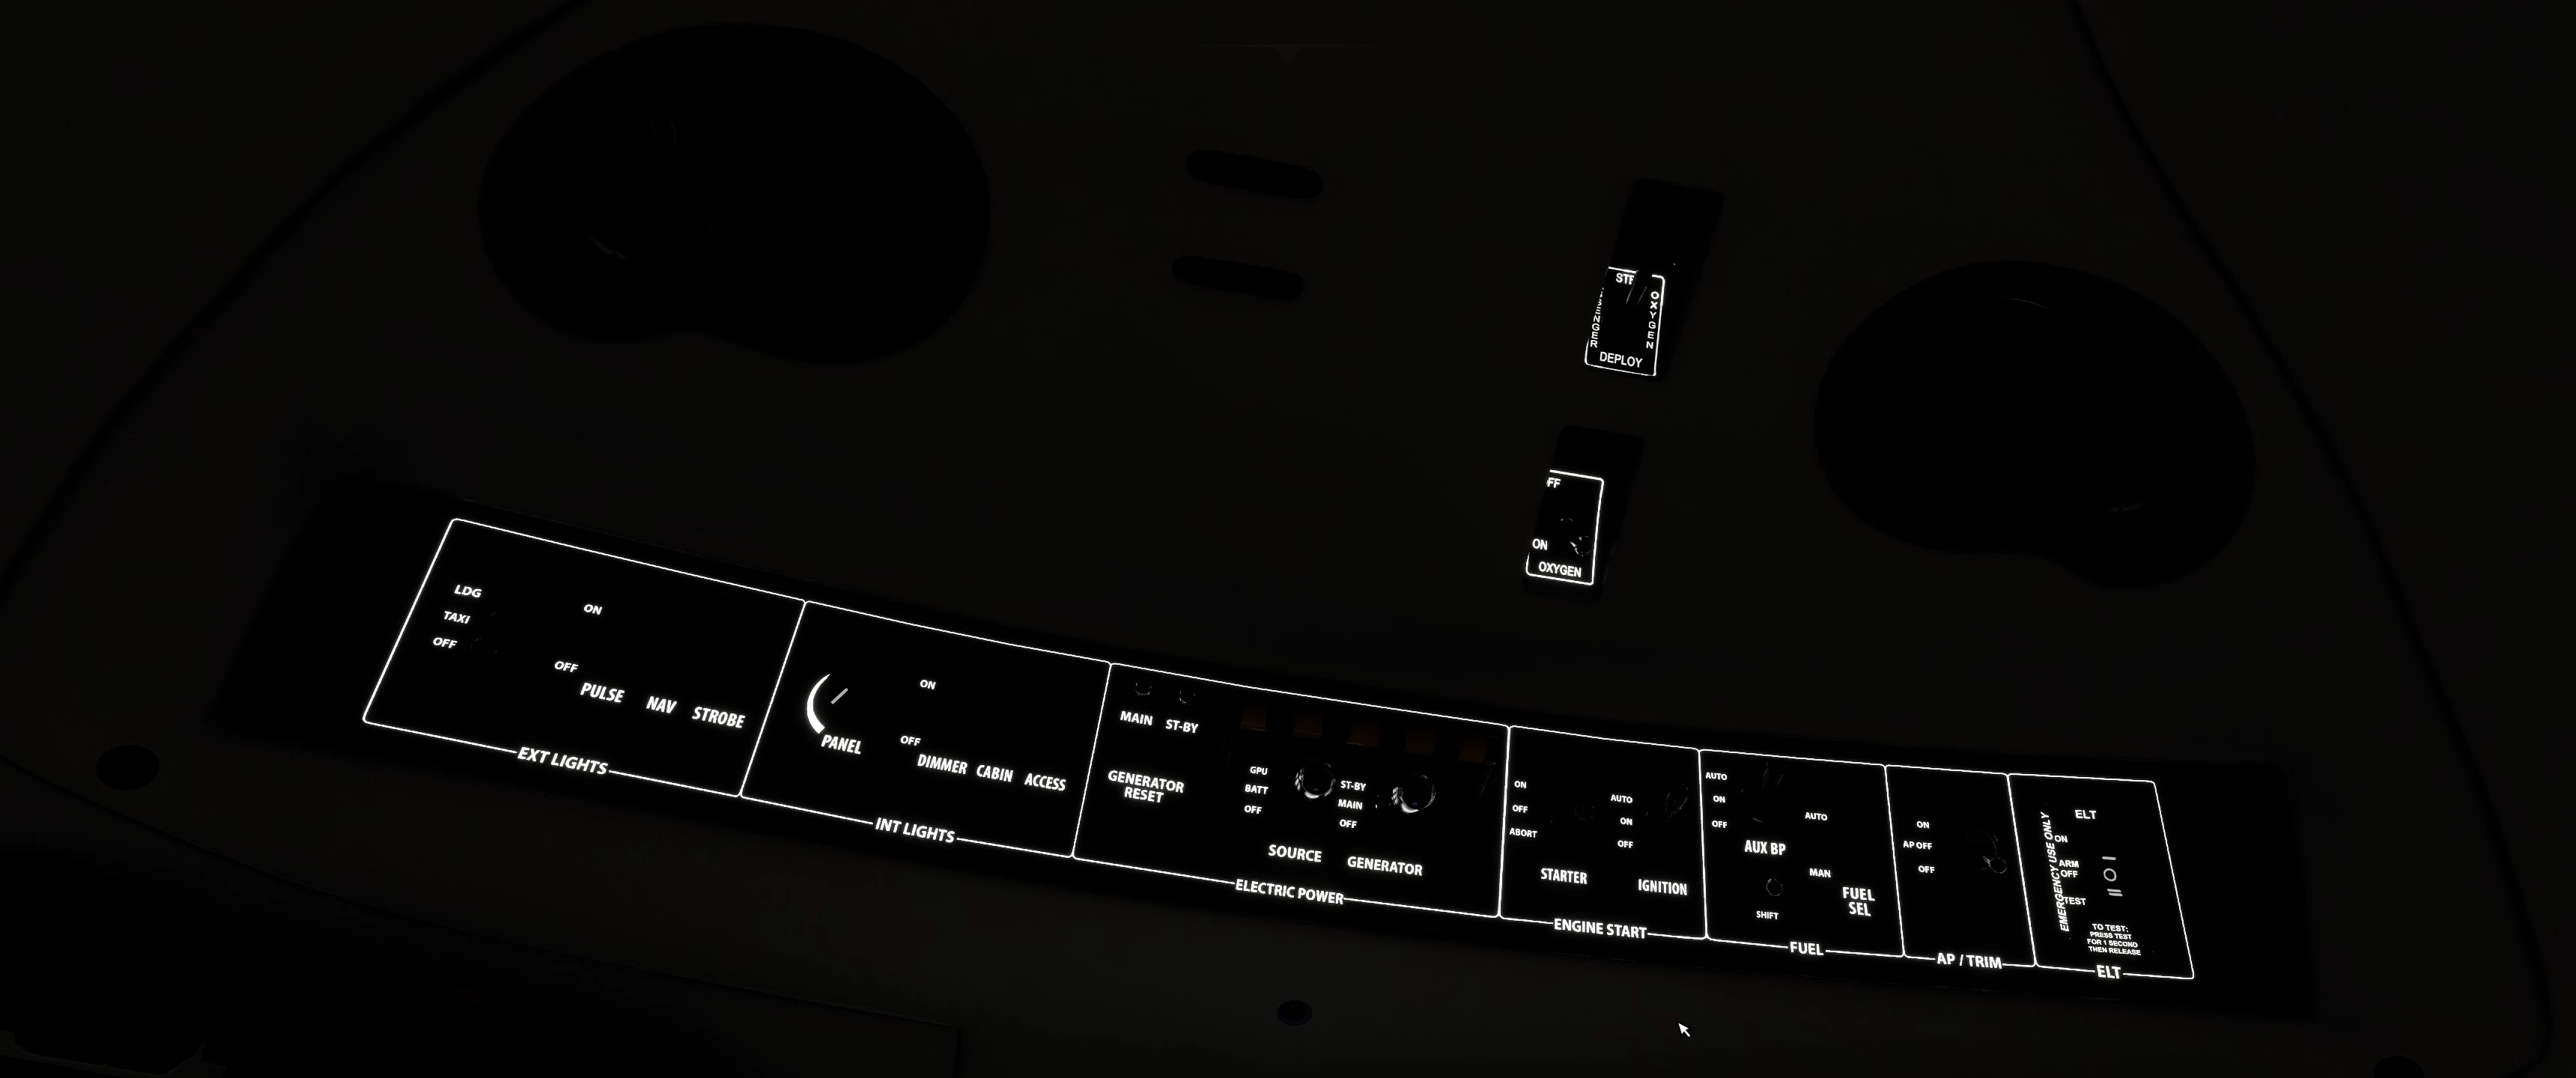 STB
OXYGEN
DEPLOY
FF
ON
OXYGEN
LDG
TAXI
OFF
ON
OFF
PULSE NAV STROBE
EXT LIGHTS
PANEL
ON
OFF
DIMMER CABIN ACCESS
INT LIGHTS
MAIN ST-BY
GENERATOR
RESET
GPU
BATT
OFF
ST-BY
MAIN
OFF
SOURCE GENERATOR
ELECTRIC POWER
ON
OFF
ABORT
STARTER
AUTO
ON
OFF
IGNITION
ENGINE START
AUTO
ON
OFF
AUX BP
SHIFT
AUTO
MAN
FUEL
SEL
FUEL
ON
AP OFF
OFF
AP / TRIM
EMERGENCY USE ONLY
ELT
ON
ARM
OFF
TEST
TO TEST:
PRESS TEST
FOR 1 SECOND
THEN RELEASE
ELT